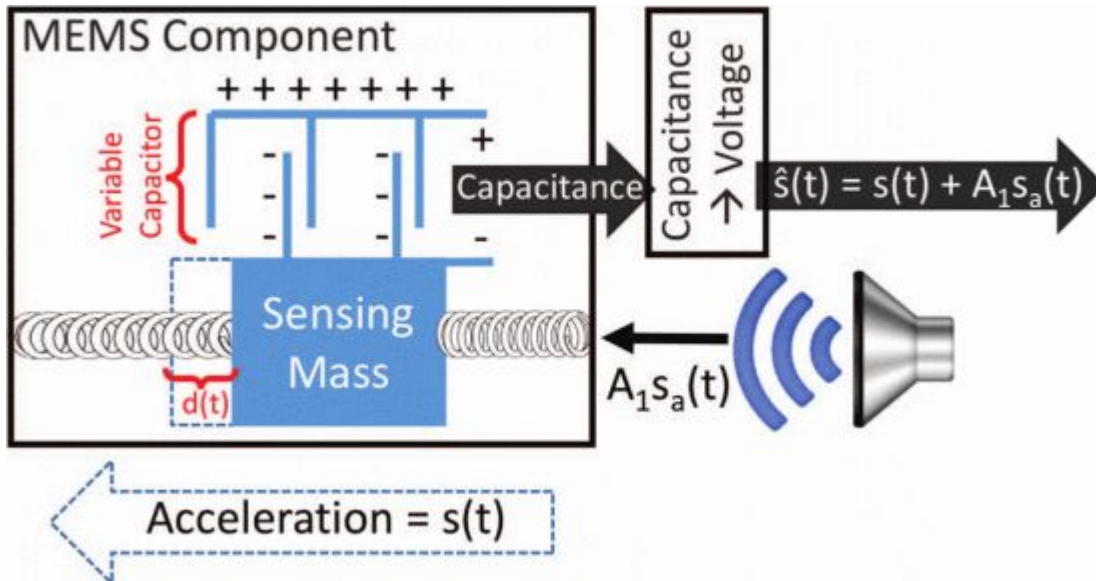 MEMS Component
+ + + + + + +
+
Variable
Capacitor
- -
- -
- - -
Capacitance
Capacitance
→ Voltage
ŝ(t) = s(t) + A₁sₐ(t)
Sensing
Mass
d(t)
A₁sₐ(t)
Acceleration = s(t)